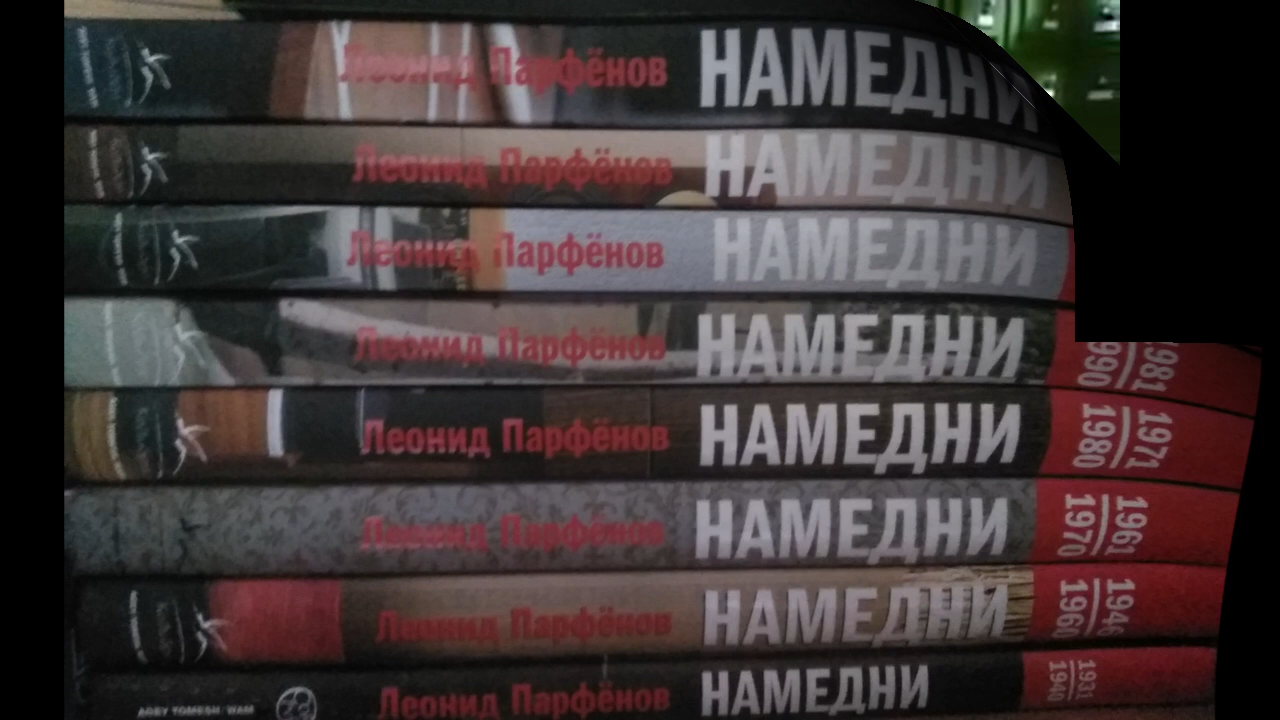 Леонид Парфёнов НАМЕДНИ
Леонид Парфёнов НАМЕДНИ
Леонид Парфёнов НАМЕДНИ
Леонид Парфёнов НАМЕДНИ 1981 1990
Леонид Парфёнов НАМЕДНИ 1971 1980
Леонид Парфёнов НАМЕДНИ 1961 1970
Леонид Парфёнов НАМЕДНИ 1946 1960
Леонид Парфёнов НАМЕДНИ 1931 1940